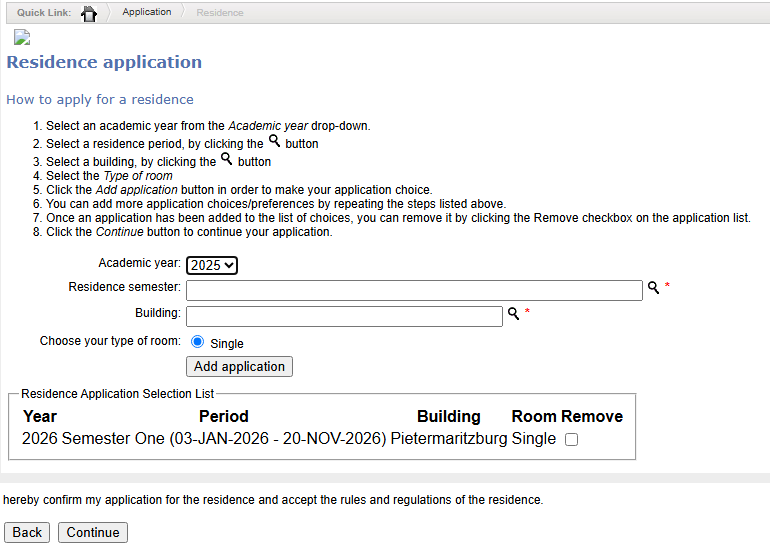 Quick Link: Application Residence
Residence application
How to apply for a residence
1. Select an academic year from the Academic year drop-down.
2. Select a residence period, by clicking the button
3. Select a building, by clicking the button
4. Select the Type of room
5. Click the Add application button in order to make your application choice.
6. You can add more application choices/preferences by repeating the steps listed above.
7. Once an application has been added to the list of choices, you can remove it by clicking the Remove checkbox on the application list.
8. Click the Continue button to continue your application.
Academic year: 2025
Residence semester: *
Building: *
Choose your type of room: Single
Add application
Residence Application Selection List
Year Period Building Room Remove
2026 Semester One (03-JAN-2026 - 20-NOV-2026) Pietermaritzburg Single
hereby confirm my application for the residence and accept the rules and regulations of the residence.
Back Continue